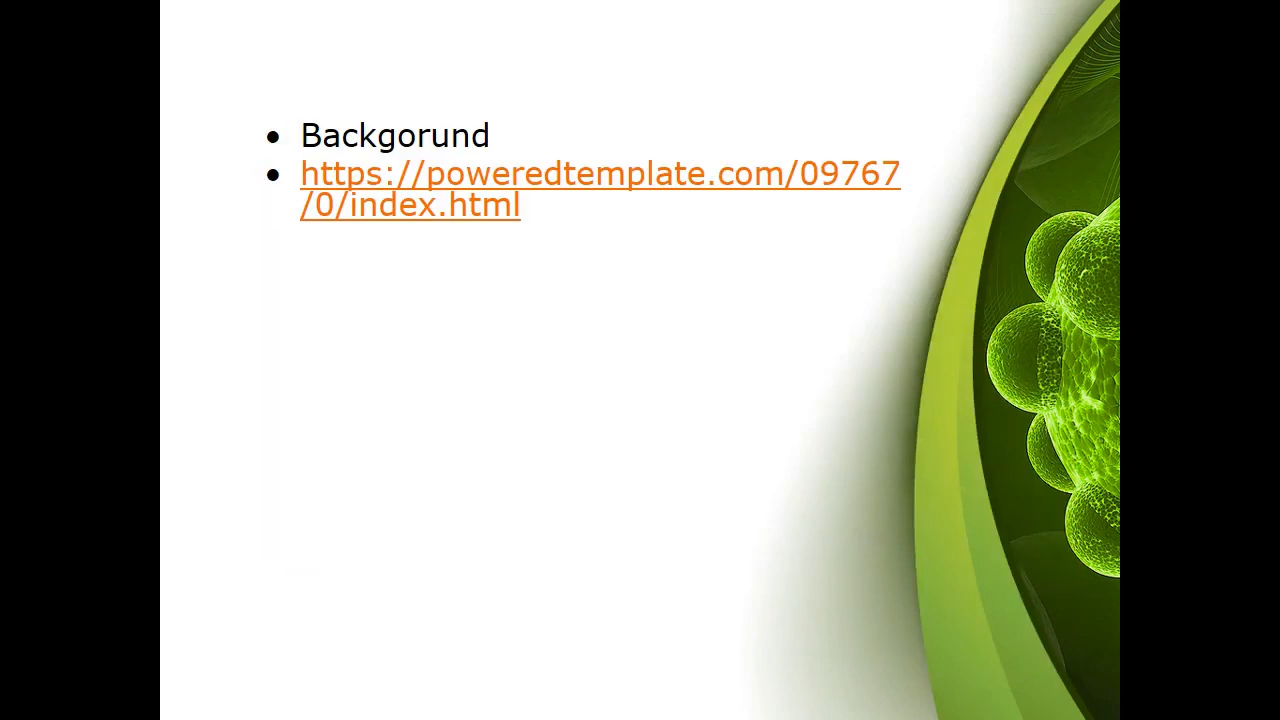 • Backgorund
• https://poweredtemplate.com/09767
/0/index.html